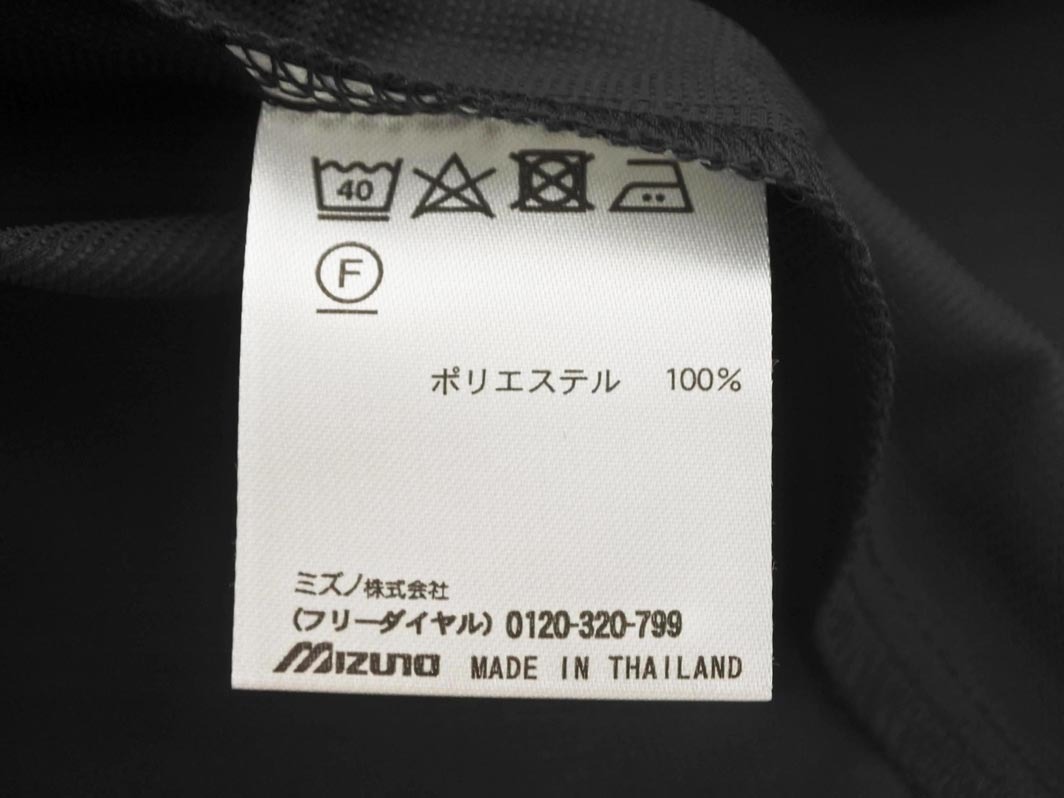 40
F
ポリエステル 100%
ミズノ株式会社
(フリーダイヤル) 0120-320-799
MIZUNO MADE IN THAILAND